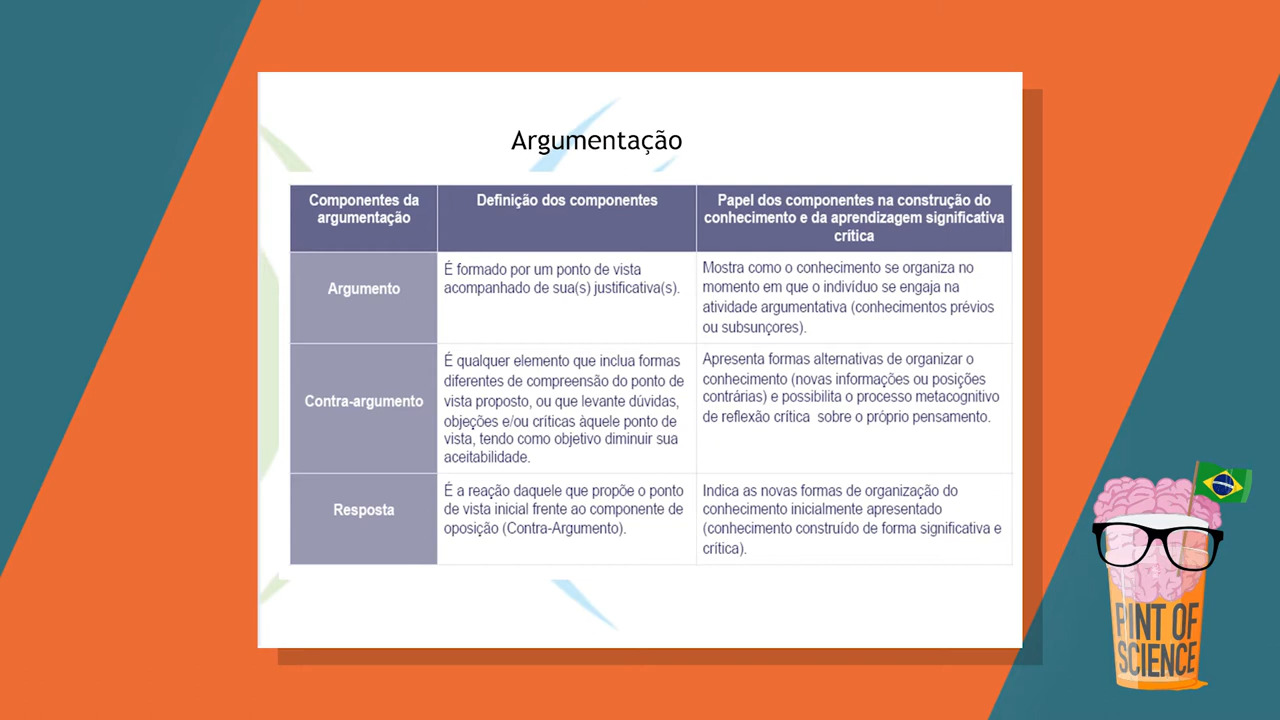 Argumentação
Componentes da
argumentação
Definição dos componentes
Papel dos componentes na construção do
conhecimento e da aprendizagem significativa
crítica
Argumento
É formado por um ponto de vista
acompanhado de sua(s) justificativa(s).
Mostra como o conhecimento se organiza no
momento em que o indivíduo se engaja na
atividade argumentativa (conhecimentos prévios
ou subsunçores).
Contra-argumento
É qualquer elemento que inclua formas
diferentes de compreensão do ponto de
vista proposto, ou que levante dúvidas,
objeções e/ou críticas àquele ponto de
vista, tendo como objetivo diminuir sua
aceitabilidade.
Apresenta formas alternativas de organizar o
conhecimento (novas informações ou posições
contrárias) e possibilita o processo metacognitivo
de reflexão crítica sobre o próprio pensamento.
Resposta
É a reação daquele que propõe o ponto
de vista inicial frente ao componente de
oposição (Contra-Argumento).
Indica as novas formas de organização do
conhecimento inicialmente apresentado
(conhecimento construído de forma significativa e
crítica).
PINT OF
SCIENCE